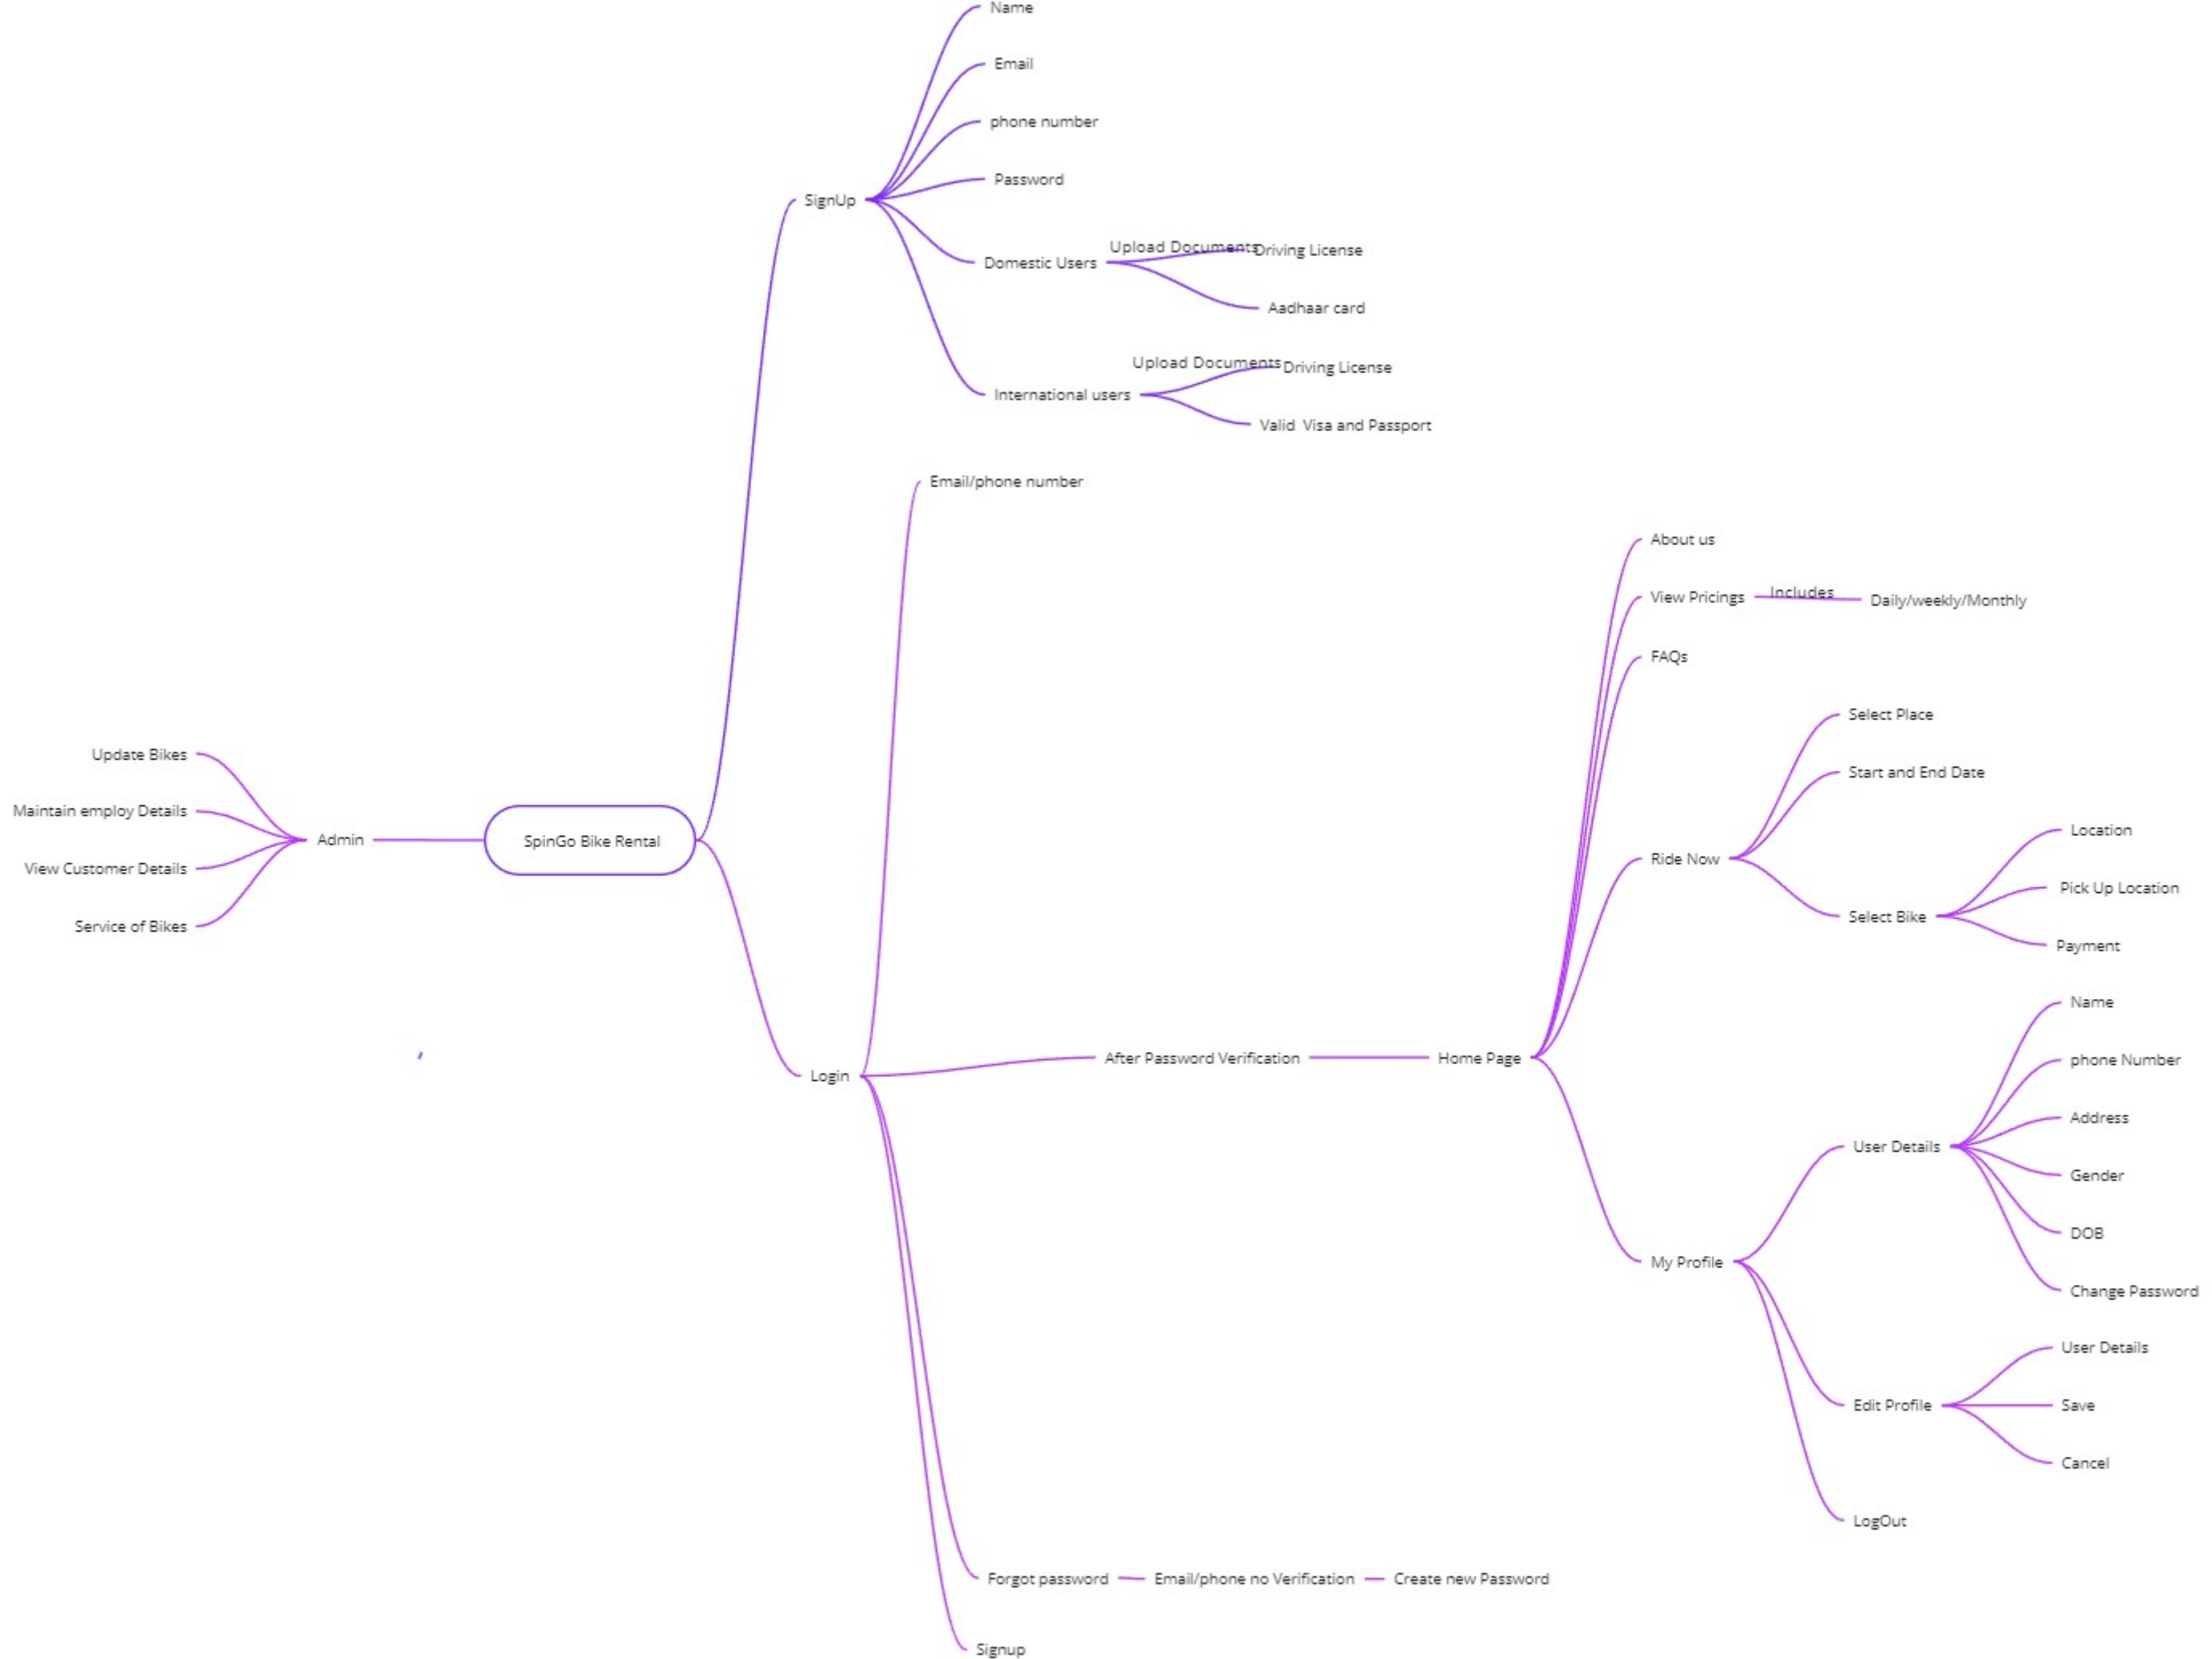 Name
Email
phone number
Password
SignUp
Domestic Users
Upload Documents
Driving License
Aadhaar card
International users
Upload Documents
Driving License
Valid  Visa and Passport
Email/phone number
About us
View Pricings
Includes
Daily/weekly/Monthly
FAQs
Select Place
Start and End Date
Ride Now
Select Bike
Location
Pick Up Location
Payment
Update Bikes
Maintain employ Details
View Customer Details
Service of Bikes
Admin
SpinGo Bike Rental
Login
After Password Verification
Home Page
My Profile
User Details
Name
phone Number
Address
Gender
DOB
Change Password
Edit Profile
User Details
Save
Cancel
LogOut
Forgot password
Email/phone no Verification
Create new Password
Signup